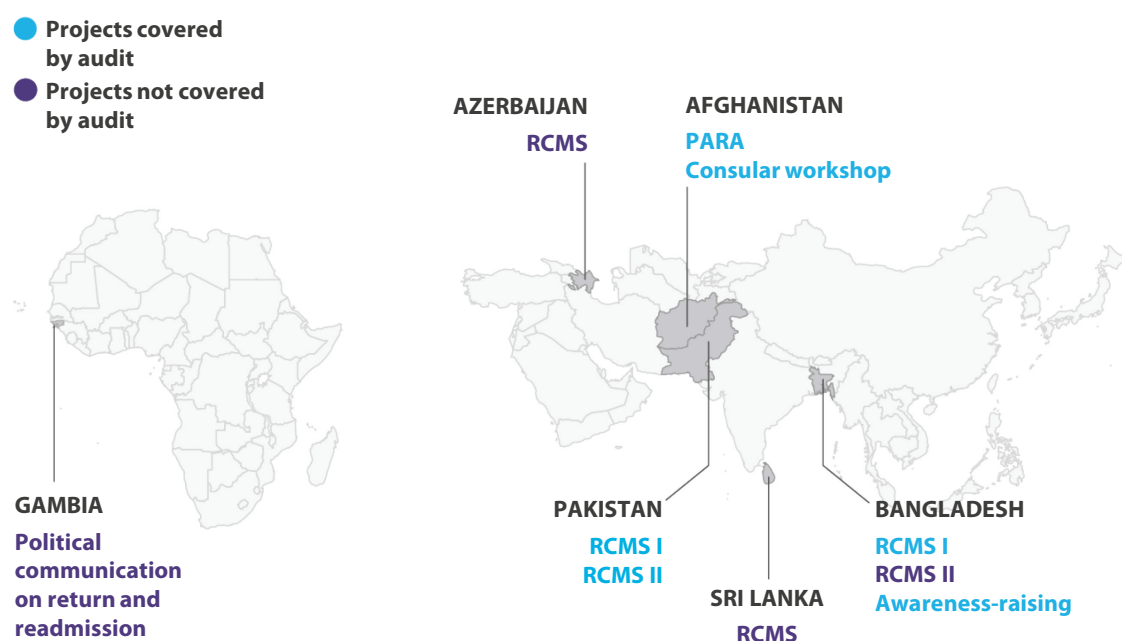 Projects covered
by audit
Projects not covered
by audit
AZERBAIJAN
RCMS
AFGHANISTAN
PARA
Consular workshop
GAMBIA
Political
communication
on return and
readmission
PAKISTAN
RCMS I
RCMS II
SRI LANKA
RCMS
BANGLADESH
RCMS I
RCMS II
Awareness-raising